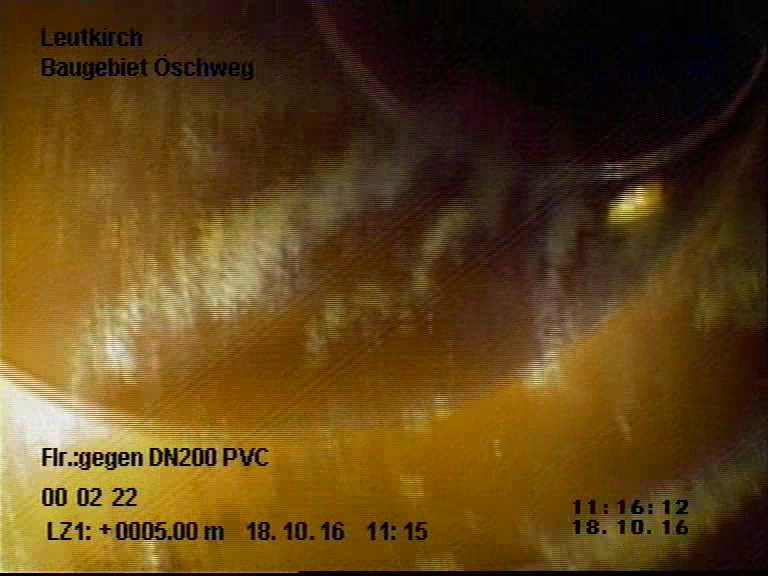 Leutkirch
Baugebiet Öschweg
Flr.:gegen DN200 PVC
00 02 22
LZ1: +0005.00 m 18.10.16 11:15
11:16:12
18.10.16